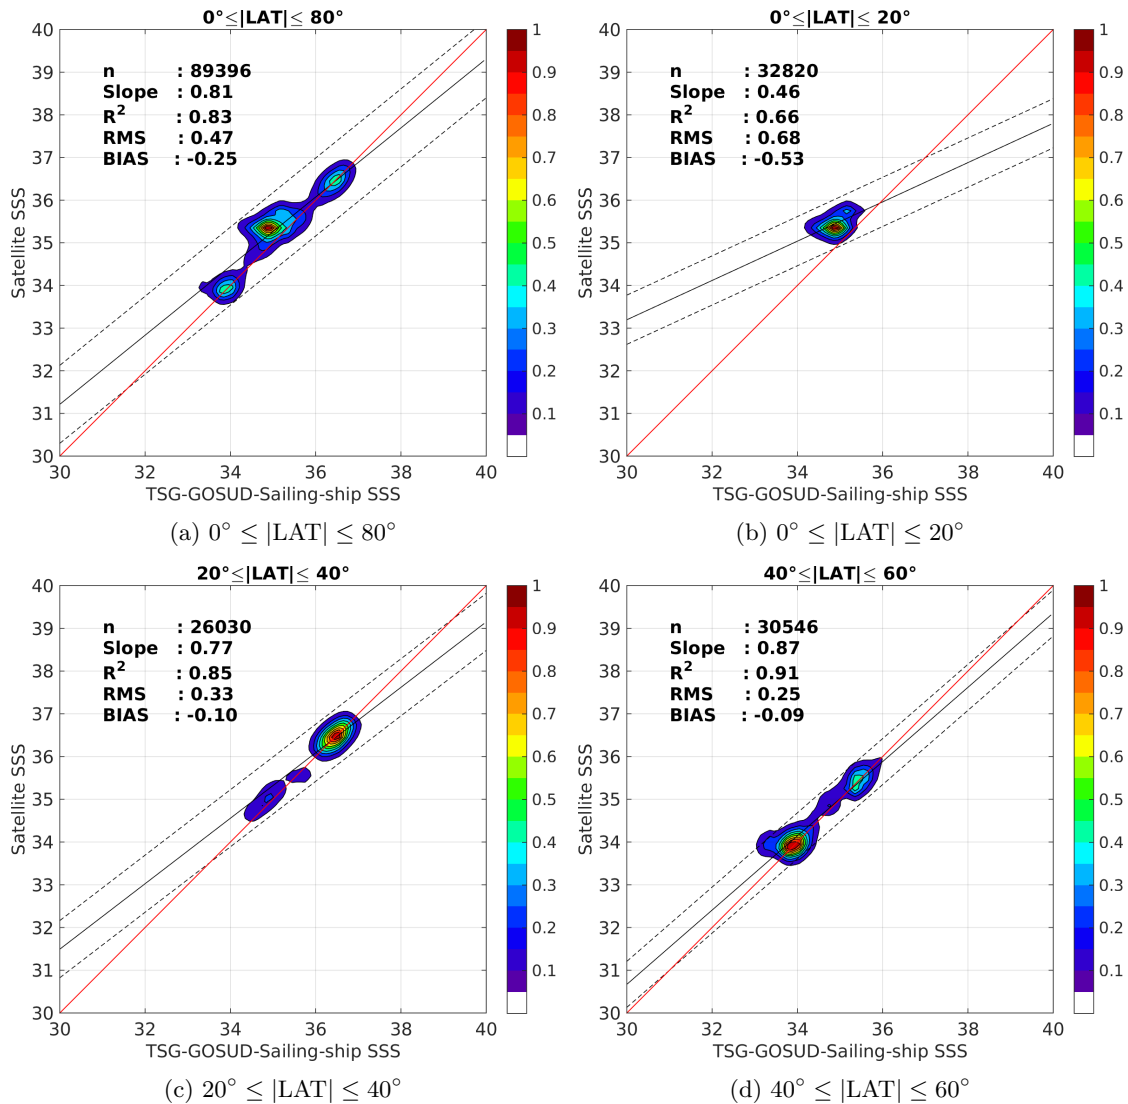 0°≤|LAT|≤ 80°
n : 89396
Slope : 0.81
R² : 0.83
RMS : 0.47
BIAS : -0.25
40
39
38
37
36
35
34
33
32
31
30
30 32 34 36 38 40
Satellite SSS
TSG-GOSUD-Sailing-ship SSS
1
0.9
0.8
0.7
0.6
0.5
0.4
0.3
0.2
0.1
(a) 0° ≤ |LAT| ≤ 80°
0°≤|LAT|≤ 20°
n : 32820
Slope : 0.46
R² : 0.66
RMS : 0.68
BIAS : -0.53
40
39
38
37
36
35
34
33
32
31
30
30 32 34 36 38 40
Satellite SSS
TSG-GOSUD-Sailing-ship SSS
1
0.9
0.8
0.7
0.6
0.5
0.4
0.3
0.2
0.1
(b) 0° ≤ |LAT| ≤ 20°
20°≤|LAT|≤ 40°
n : 26030
Slope : 0.77
R² : 0.85
RMS : 0.33
BIAS : -0.10
40
39
38
37
36
35
34
33
32
31
30
30 32 34 36 38 40
Satellite SSS
TSG-GOSUD-Sailing-ship SSS
1
0.9
0.8
0.7
0.6
0.5
0.4
0.3
0.2
0.1
(c) 20° ≤ |LAT| ≤ 40°
40°≤|LAT|≤ 60°
n : 30546
Slope : 0.87
R² : 0.91
RMS : 0.25
BIAS : -0.09
40
39
38
37
36
35
34
33
32
31
30
30 32 34 36 38 40
Satellite SSS
TSG-GOSUD-Sailing-ship SSS
1
0.9
0.8
0.7
0.6
0.5
0.4
0.3
0.2
0.1
(d) 40° ≤ |LAT| ≤ 60°